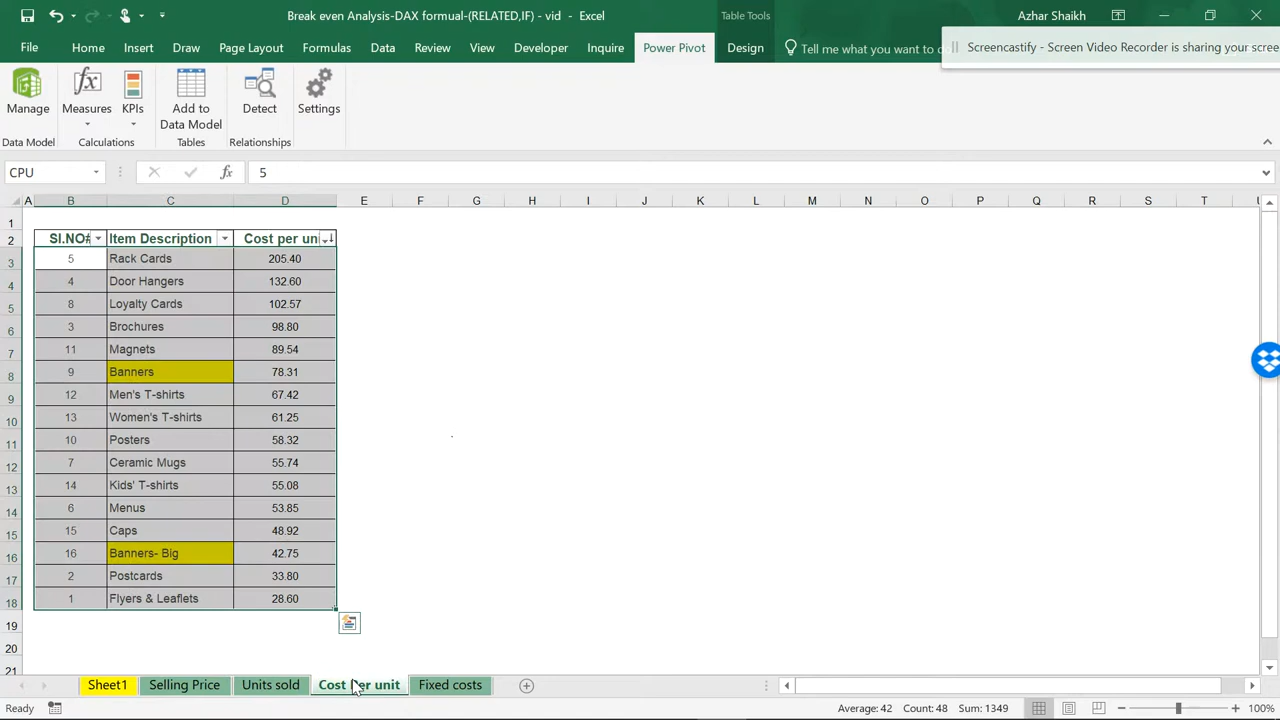 Break even Analysis-DAX formual-(RELATED,IF) - vid - Excel
Table Tools
Azhar Shaikh
File Home Insert Draw Page Layout Formulas Data Review View Developer Inquire Power Pivot Design Tell me what you want to do
Screencastify - Screen Video Recorder is sharing your scree
Manage
Measures
KPIs
Add to
Data Model
Detect
Settings
Data Model
Calculations
Tables
Relationships
CPU
fx
5
A B C D E F G H I J K L M N O P Q R S T U
1
2 Sl.NO# Item Description Cost per uni
3 5 Rack Cards 205.40
4 4 Door Hangers 132.60
5 8 Loyalty Cards 102.57
6 3 Brochures 98.80
7 11 Magnets 89.54
8 9 Banners 78.31
9 12 Men's T-shirts 67.42
10 13 Women's T-shirts 61.25
11 10 Posters 58.32
12 7 Ceramic Mugs 55.74
13 14 Kids' T-shirts 55.08
14 6 Menus 53.85
15 15 Caps 48.92
16 16 Banners- Big 42.75
17 2 Postcards 33.80
18 1 Flyers & Leaflets 28.60
19
20
21
Sheet1 Selling Price Units sold Cost per unit Fixed costs
Ready
Average: 42 Count: 48 Sum: 1349
100%